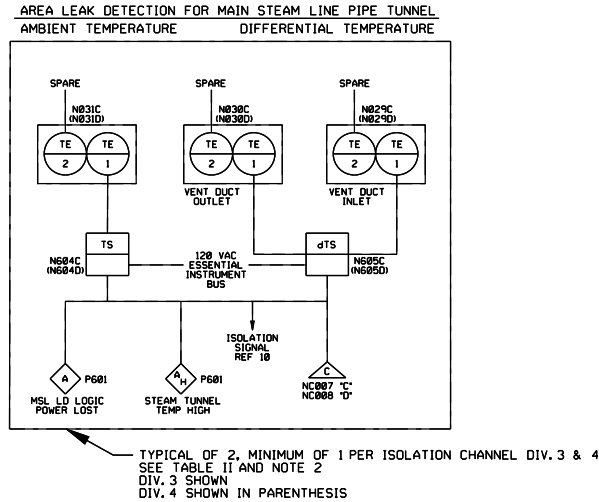 AREA LEAK DETECTION FOR MAIN STEAM LINE PIPE TUNNEL
AMBIENT TEMPERATURE
DIFFERENTIAL TEMPERATURE
SPARE
SPARE
SPARE
N031C
(N031D)
N030C
(N030D)
N029C
(N029D)
TE
2
TE
1
TE
2
TE
1
TE
2
TE
1
VENT DUCT
OUTLET
VENT DUCT
INLET
TS
N604C
(N604D)
120 VAC
ESSENTIAL
INSTRUMENT
BUS
dTS
N605C
(N605D)
ISOLATION
SIGNAL
REF 10
A
P601
MSL LD LOGIC
POWER LOST
A
H
P601
STEAM TUNNEL
TEMP HIGH
C
NC007 "C"
NC008 "D"
TYPICAL OF 2, MINIMUM OF 1 PER ISOLATION CHANNEL DIV. 3 & 4
SEE TABLE II AND NOTE 2
DIV. 3 SHOWN
DIV. 4 SHOWN IN PARENTHESIS